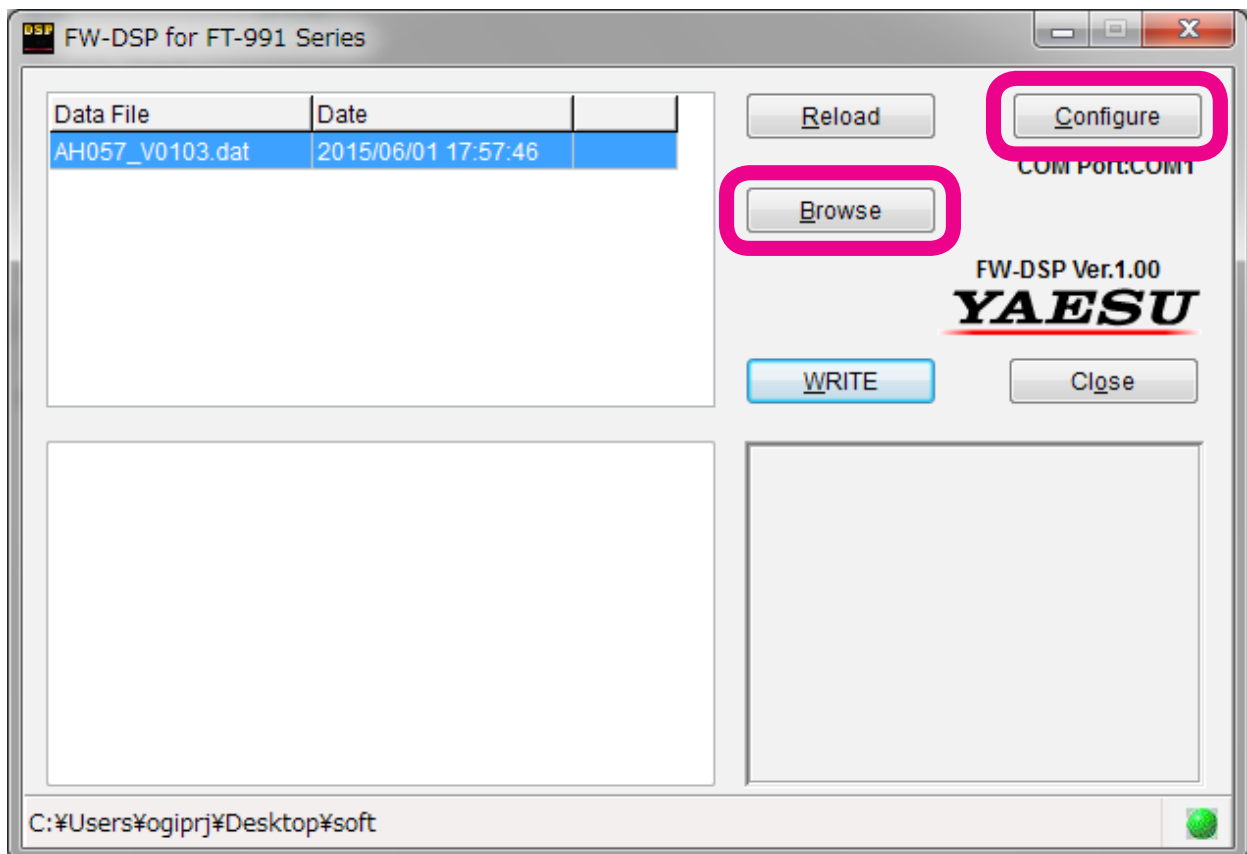 DSP FW-DSP for FT-991 Series
Data File Date
AH057_V0103.dat 2015/06/01 17:57:46
Reload
Configure
COM Port:COM1
Browse
FW-DSP Ver.1.00
YAESU
WRITE
Close
C:¥Users¥ogiprj¥Desktop¥soft